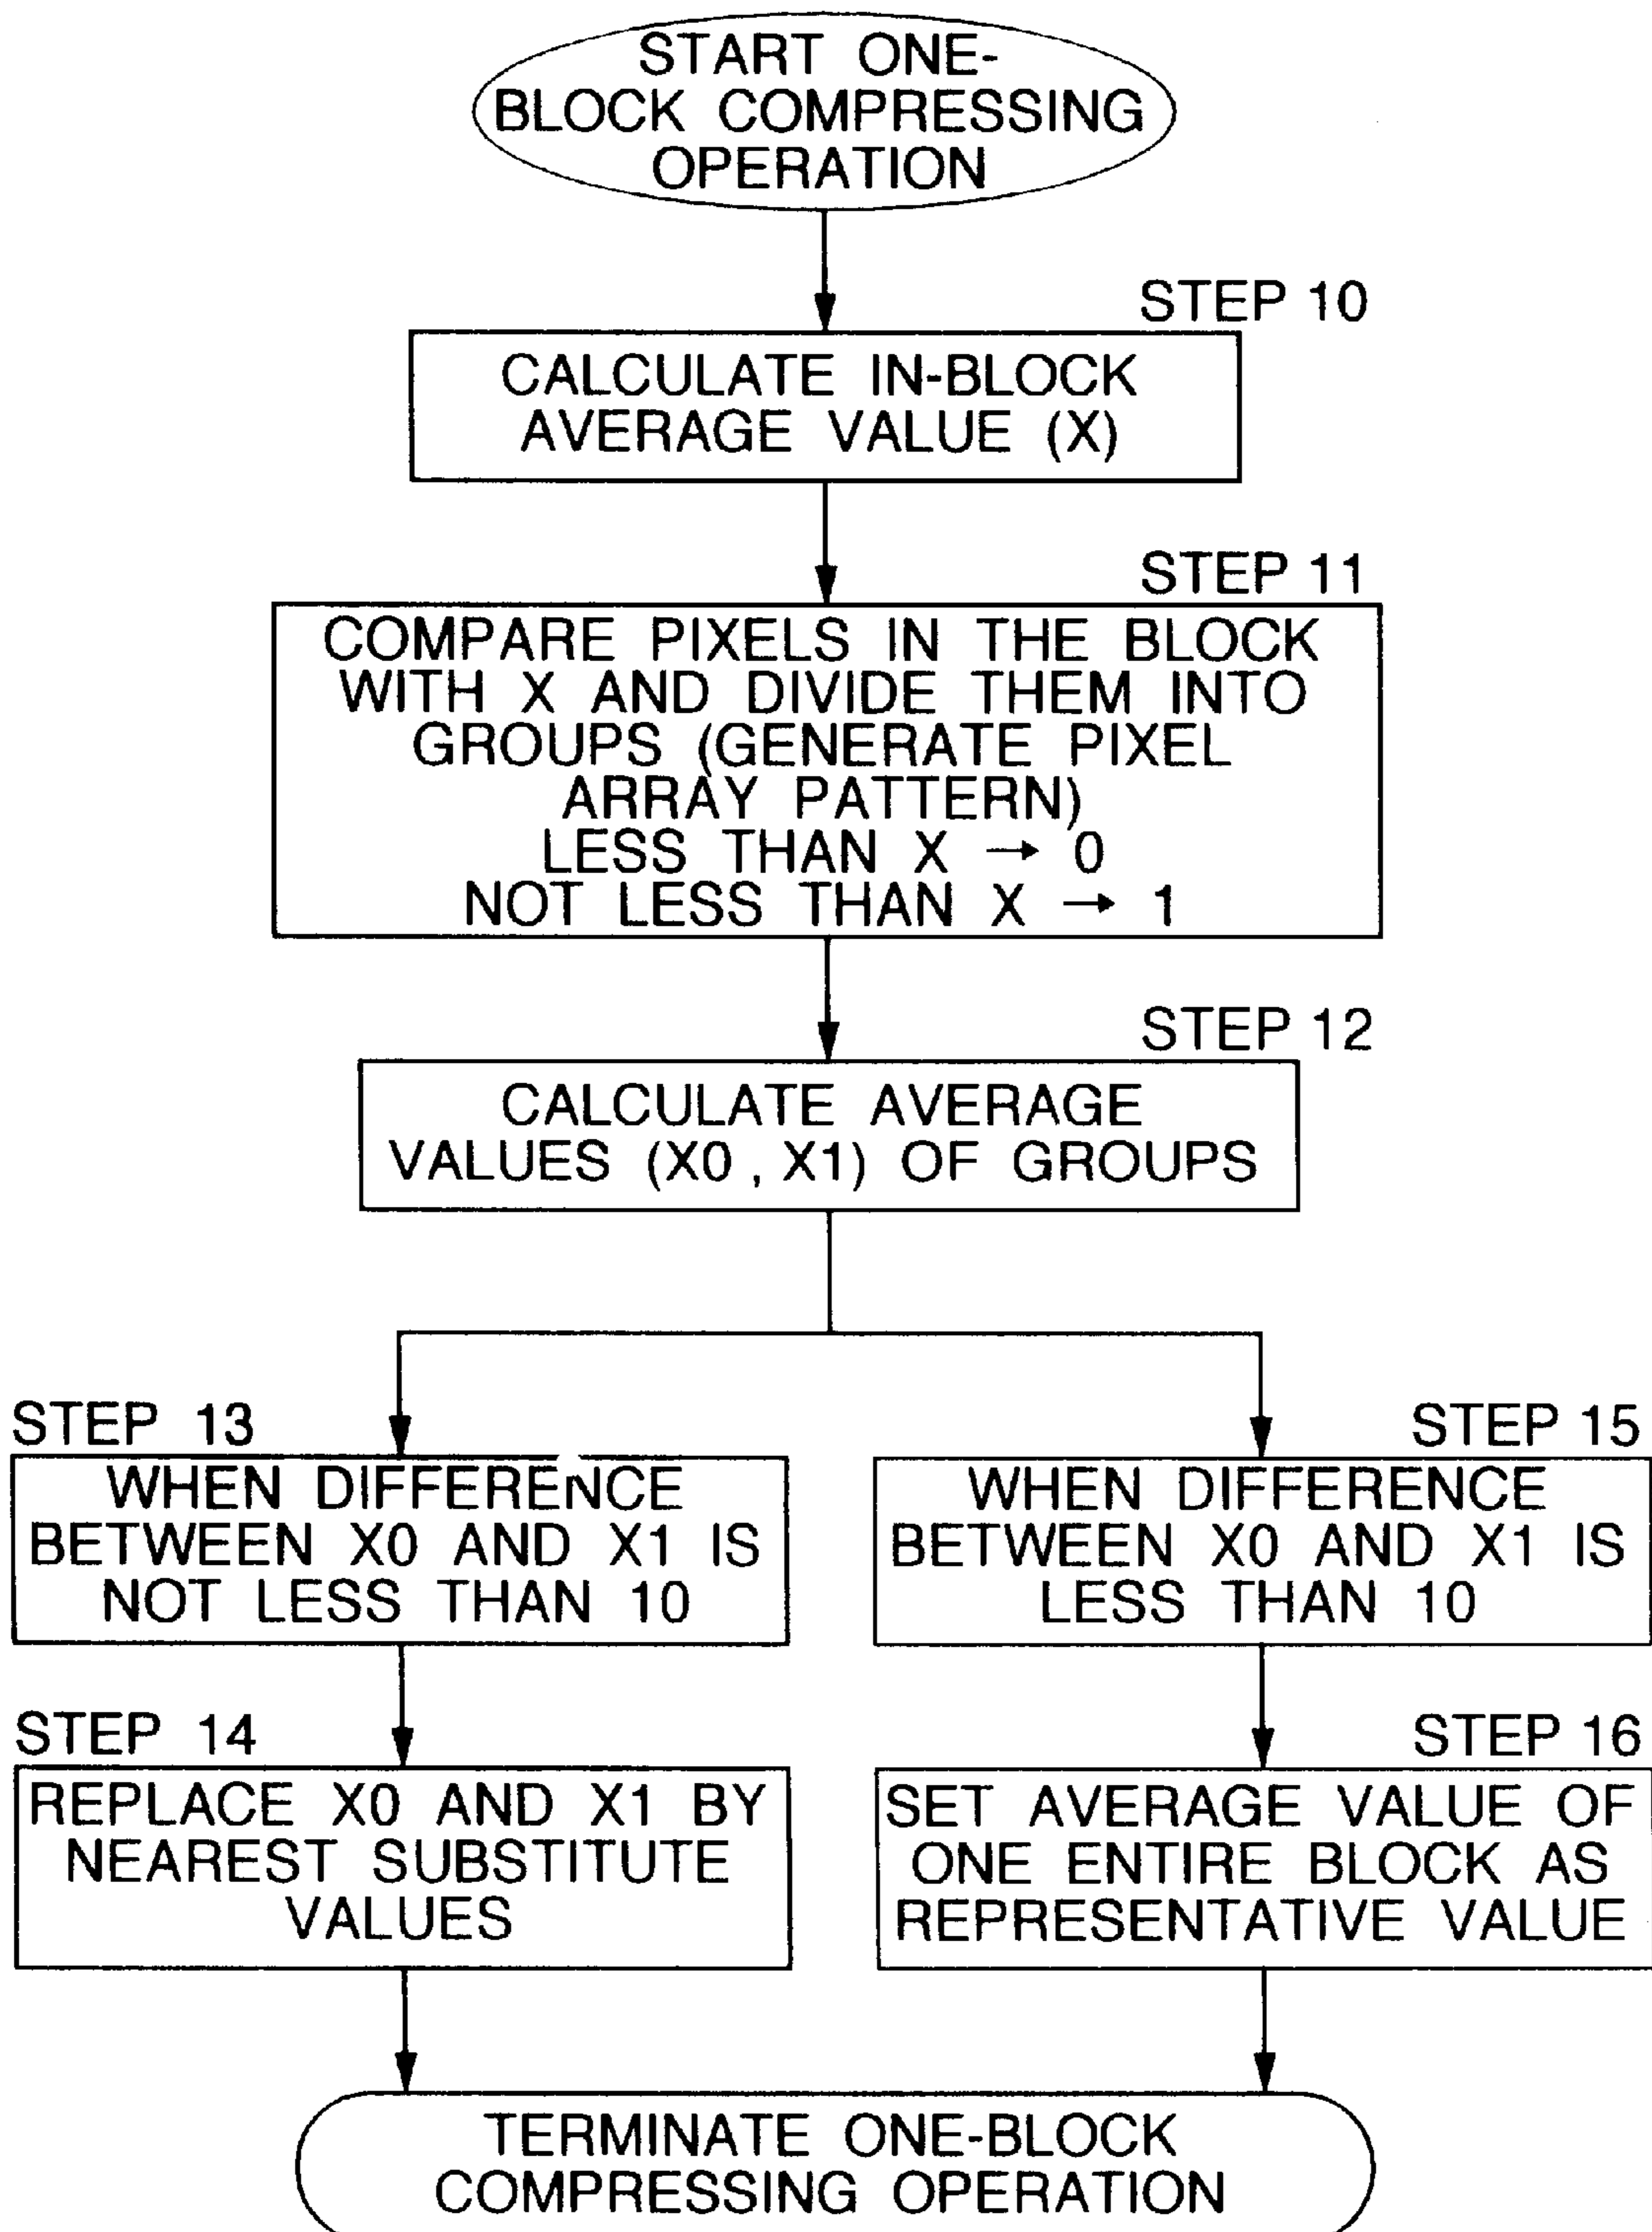 START ONE-
BLOCK COMPRESSING
OPERATION
STEP 10
CALCULATE IN-BLOCK
AVERAGE VALUE (X)
STEP 11
COMPARE PIXELS IN THE BLOCK
WITH X AND DIVIDE THEM INTO
GROUPS (GENERATE PIXEL
ARRAY PATTERN)
LESS THAN X → 0
NOT LESS THAN X → 1
STEP 12
CALCULATE AVERAGE
VALUES (X0 , X1) OF GROUPS
STEP 13
WHEN DIFFERENCE
BETWEEN X0 AND X1 IS
NOT LESS THAN 10
STEP 14
REPLACE X0 AND X1 BY
NEAREST SUBSTITUTE
VALUES
STEP 15
WHEN DIFFERENCE
BETWEEN X0 AND X1 IS
LESS THAN 10
STEP 16
SET AVERAGE VALUE OF
ONE ENTIRE BLOCK AS
REPRESENTATIVE VALUE
TERMINATE ONE-BLOCK
COMPRESSING OPERATION